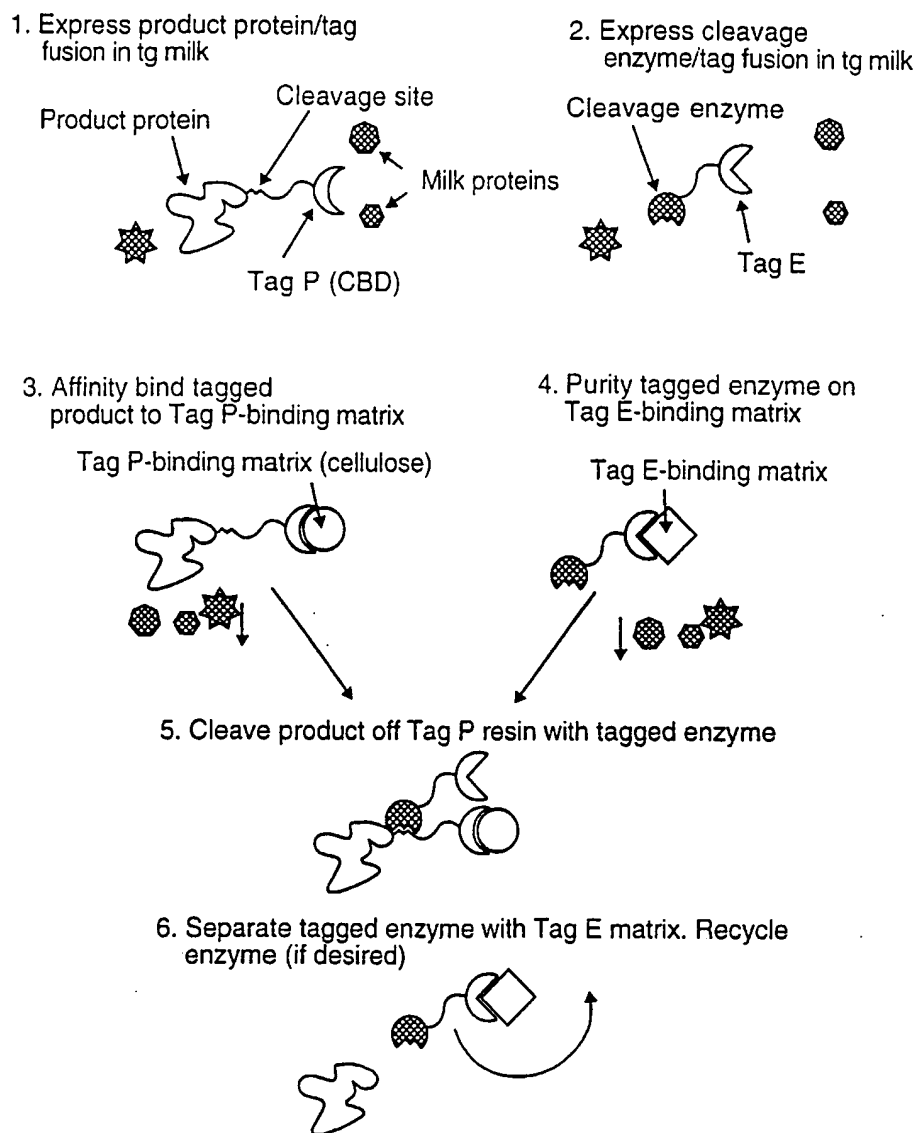 1. Express product protein/tag
fusion in tg milk
Product protein
Cleavage site
Milk proteins
Tag P (CBD)
2. Express cleavage
enzyme/tag fusion in tg milk
Cleavage enzyme
Tag E
3. Affinity bind tagged
product to Tag P-binding matrix
Tag P-binding matrix (cellulose)
4. Purity tagged enzyme on
Tag E-binding matrix
Tag E-binding matrix
5. Cleave product off Tag P resin with tagged enzyme
6. Separate tagged enzyme with Tag E matrix. Recycle
enzyme (if desired)